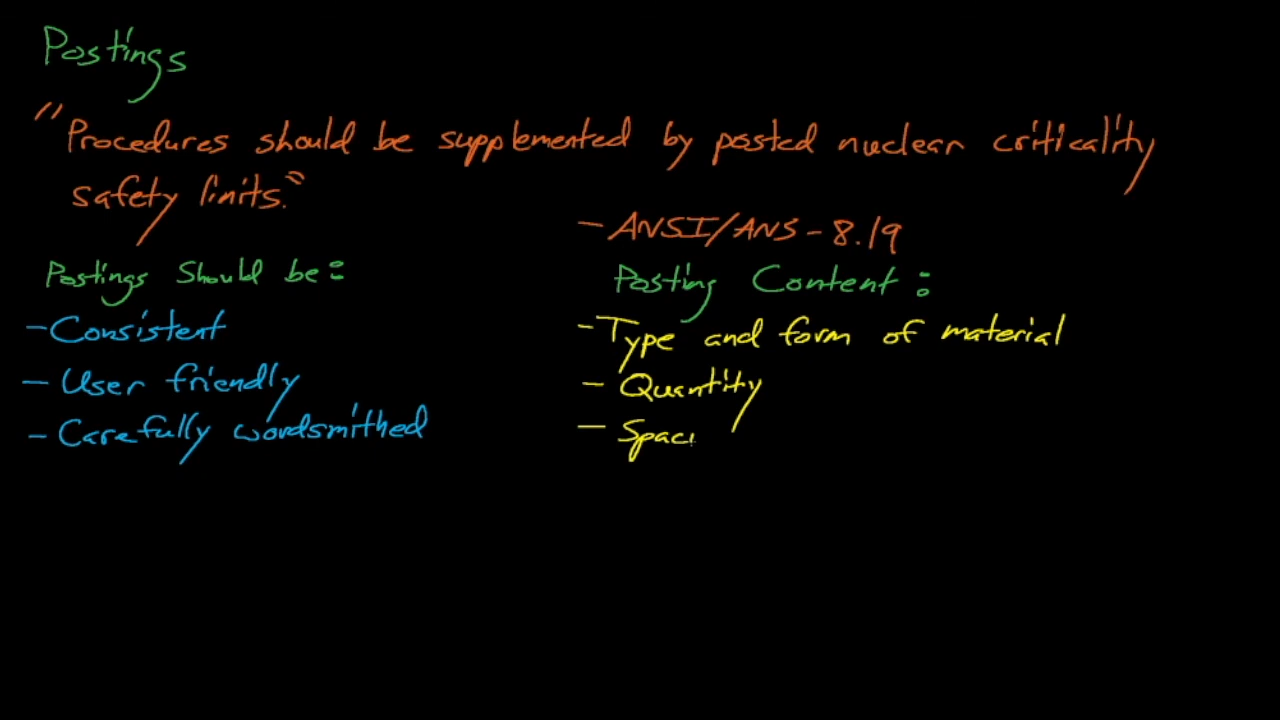 Postings
"Procedures should be supplemented by posted nuclear criticality
safety limits."
- ANSI/ANS - 8.19
Postings Should be:
- Consistent
- User friendly
- Carefully wordsmithed
Posting Content:
- Type and form of material
- Quantity
- Spaci